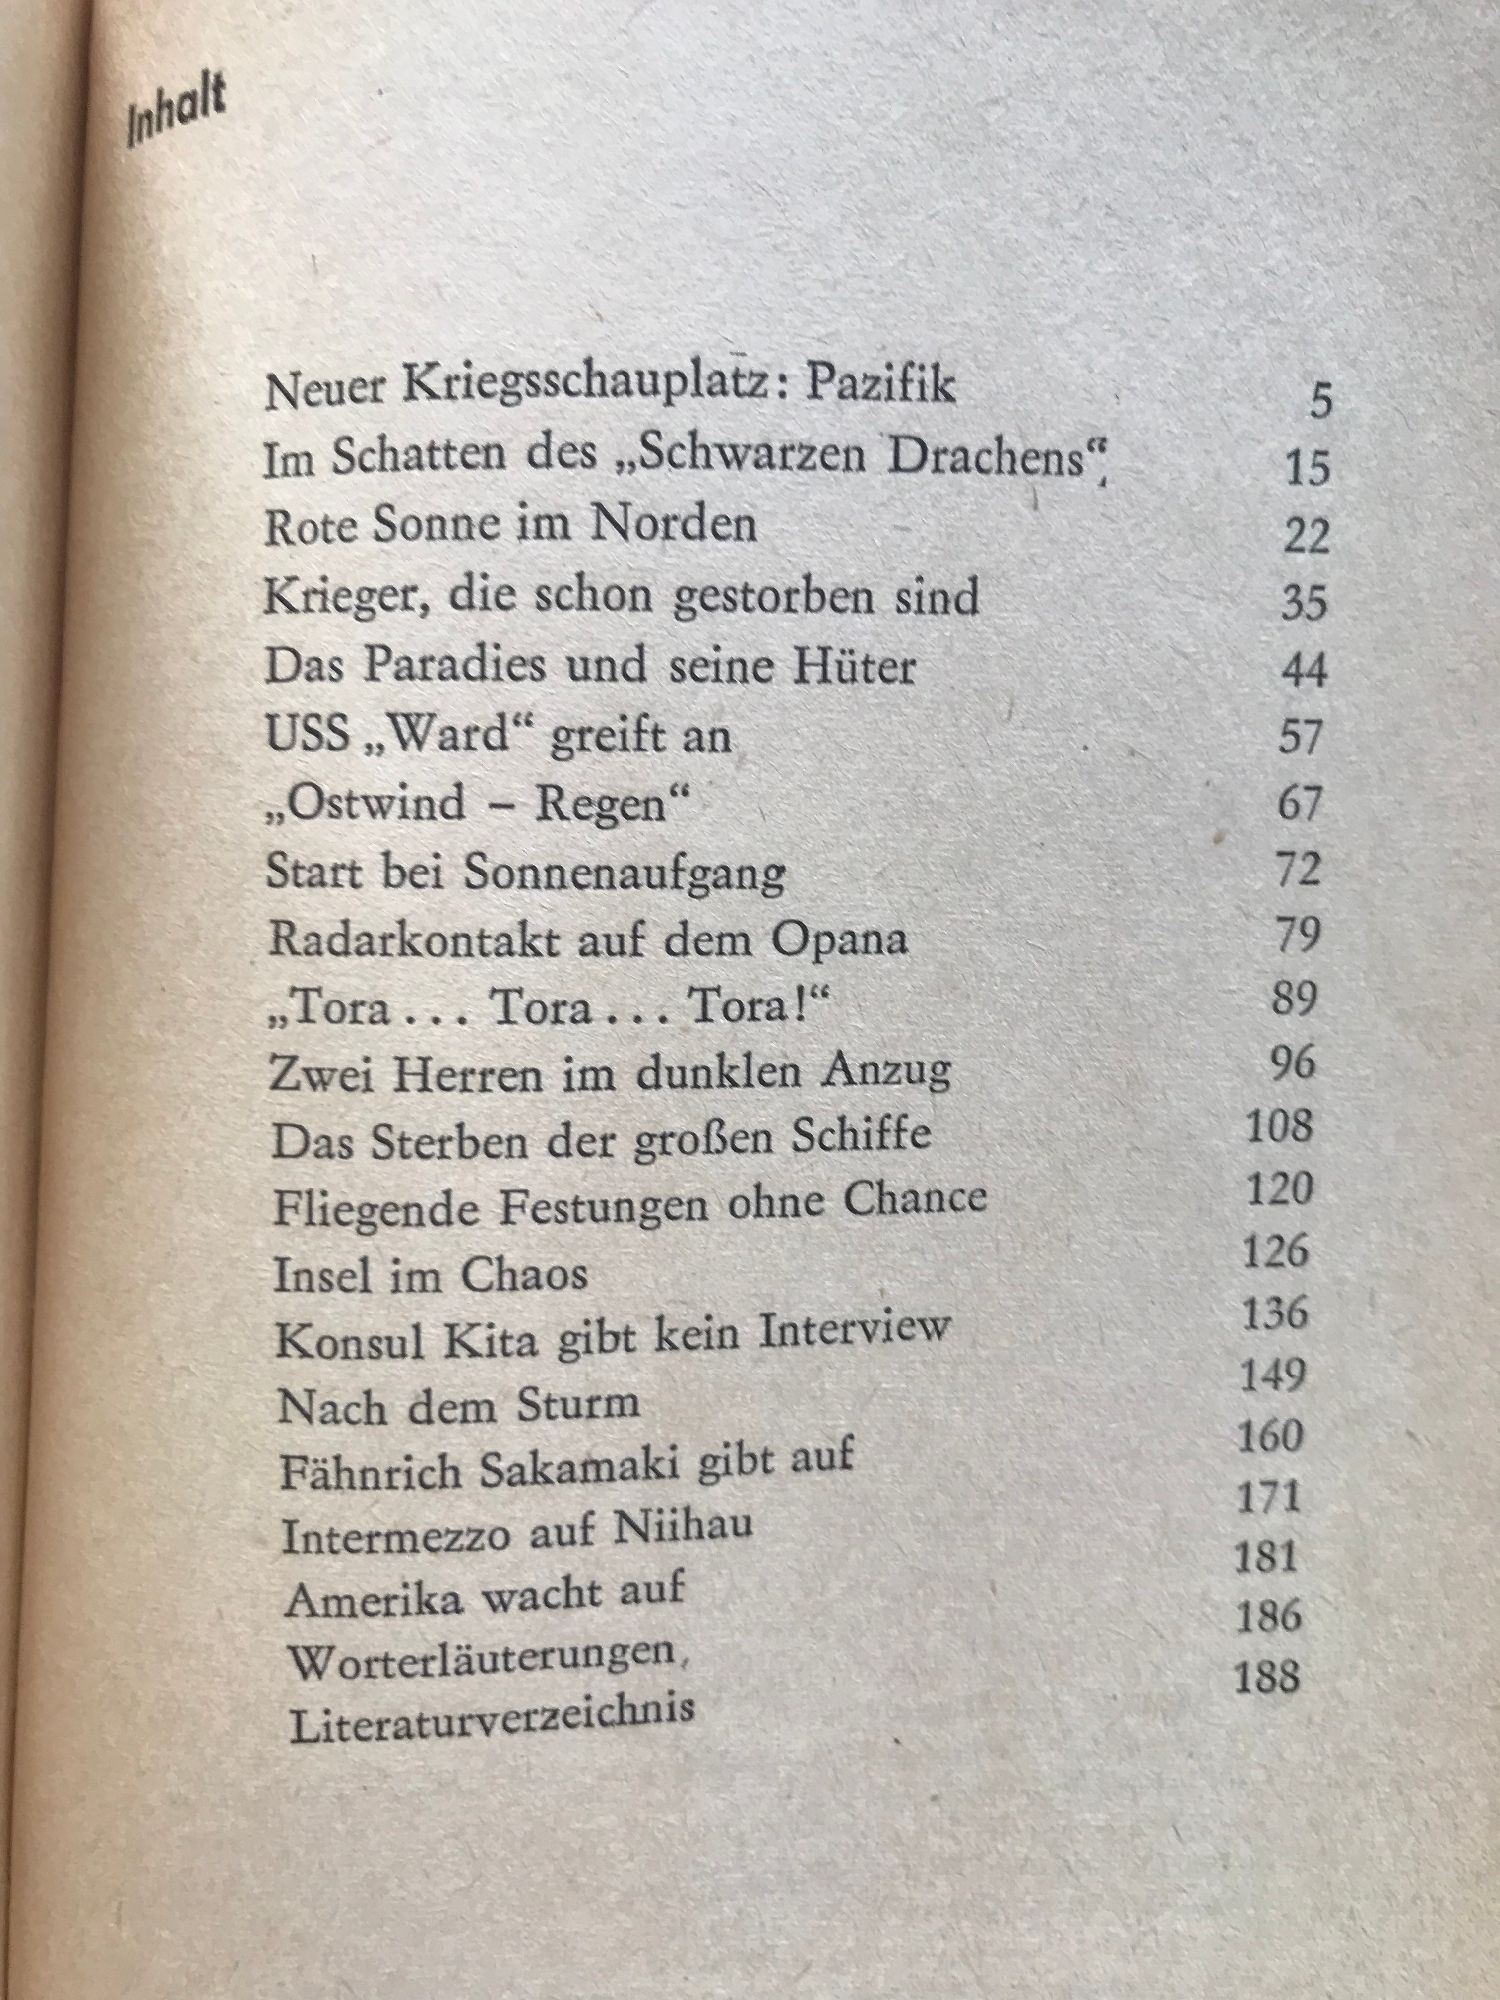 Inhalt
Neuer Kriegsschauplatz: Pazifik 5
Im Schatten des „Schwarzen Drachens“ 15
Rote Sonne im Norden 22
Krieger, die schon gestorben sind 35
Das Paradies und seine Hüter 44
USS „Ward“ greift an 57
„Ostwind – Regen“ 67
Start bei Sonnenaufgang 72
Radarkontakt auf dem Opana 79
„Tora... Tora... Tora!“ 89
Zwei Herren im dunklen Anzug 96
Das Sterben der großen Schiffe 108
Fliegende Festungen ohne Chance 120
Insel im Chaos 126
Konsul Kita gibt kein Interview 136
Nach dem Sturm 149
Fähnrich Sakamaki gibt auf 160
Intermezzo auf Niihau 171
Amerika wacht auf 181
Worterläuterungen, 186
Literaturverzeichnis 188